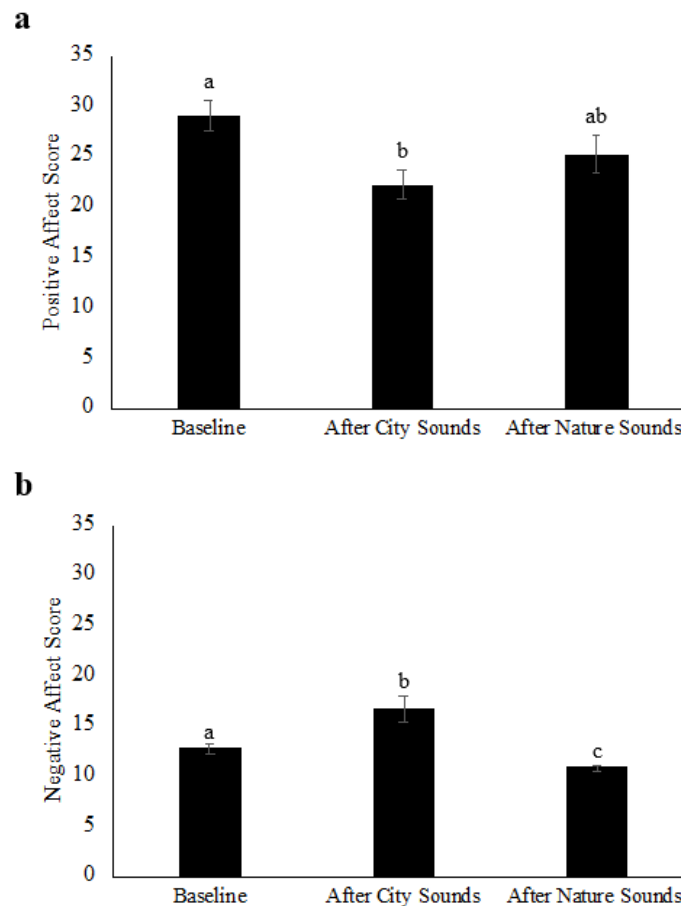 a
35
30
25
20
15
10
5
0
Positive Affect Score
a
b
ab
Baseline After City Sounds After Nature Sounds
b
35
30
25
20
15
10
5
0
Negative Affect Score
a
b
c
Baseline After City Sounds After Nature Sounds